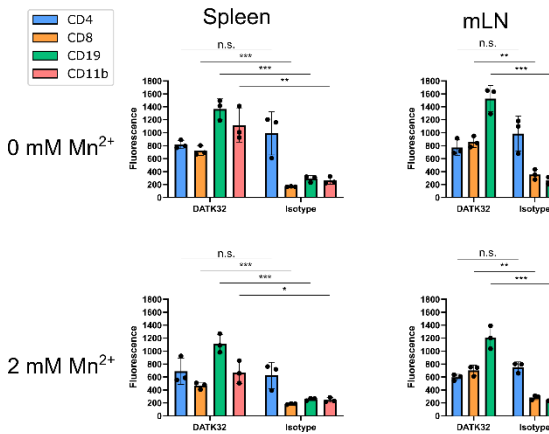 CD4
CD8
CD19
CD11b
Spleen
mLN
0 mM Mn²⁺
n.s.
***
***
**
Fluorescence
1800
1600
1400
1200
1000
800
600
400
200
0
DATK32
Isotype
n.s.
**
***
Fluorescence
1800
1600
1400
1200
1000
800
600
400
200
0
DATK32
Isotype
2 mM Mn²⁺
n.s.
***
***
*
Fluorescence
1800
1600
1400
1200
1000
800
600
400
200
0
DATK32
Isotype
n.s.
**
***
Fluorescence
1800
1600
1400
1200
1000
800
600
400
200
0
DATK32
Isotype